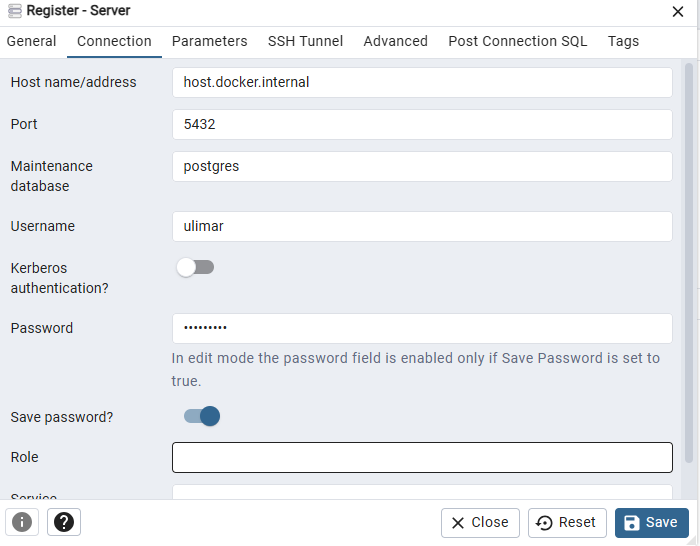 Register - Server
General Connection Parameters SSH Tunnel Advanced Post Connection SQL Tags
Host name/address host.docker.internal
Port 5432
Maintenance database postgres
Username ulimar
Kerberos authentication?
Password •••••••••
In edit mode the password field is enabled only if Save Password is set to
true.
Save password?
Role
Service
Close Reset Save